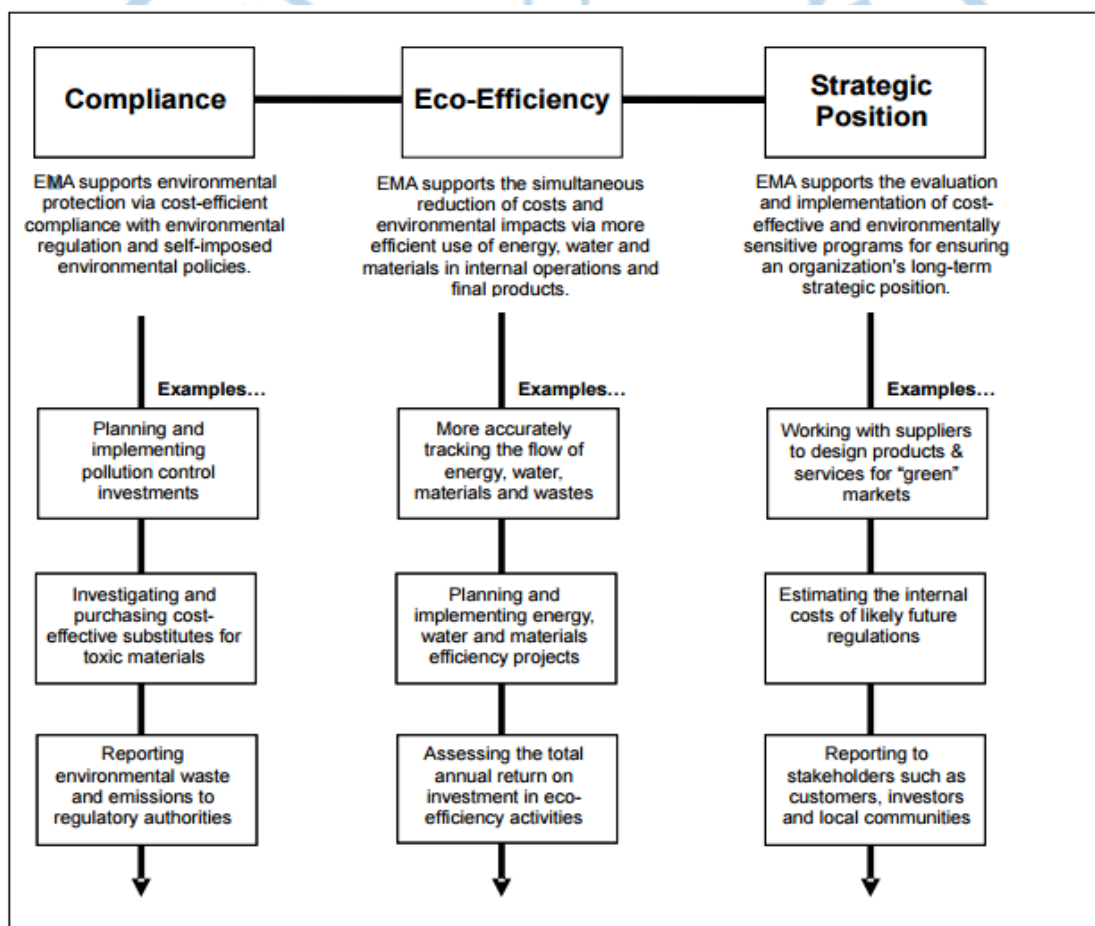 Compliance
EMA supports environmental
protection via cost-efficient
compliance with environmental
regulation and self-imposed
environmental policies.
Examples...
Planning and
implementing
pollution control
investments
Investigating and
purchasing cost-
effective substitutes for
toxic materials
Reporting
environmental waste
and emissions to
regulatory authorities
Eco-Efficiency
EMA supports the simultaneous
reduction of costs and
environmental impacts via more
efficient use of energy, water and
materials in internal operations and
final products.
Examples...
More accurately
tracking the flow of
energy, water,
materials and wastes
Planning and
implementing energy,
water and materials
efficiency projects
Assessing the total
annual return on
investment in eco-
efficiency activities
Strategic
Position
EMA supports the evaluation
and implementation of cost-
effective and environmentally
sensitive programs for ensuring
an organization's long-term
strategic position.
Examples...
Working with suppliers
to design products &
services for “green”
markets
Estimating the internal
costs of likely future
regulations
Reporting to
stakeholders such as
customers, investors
and local communities